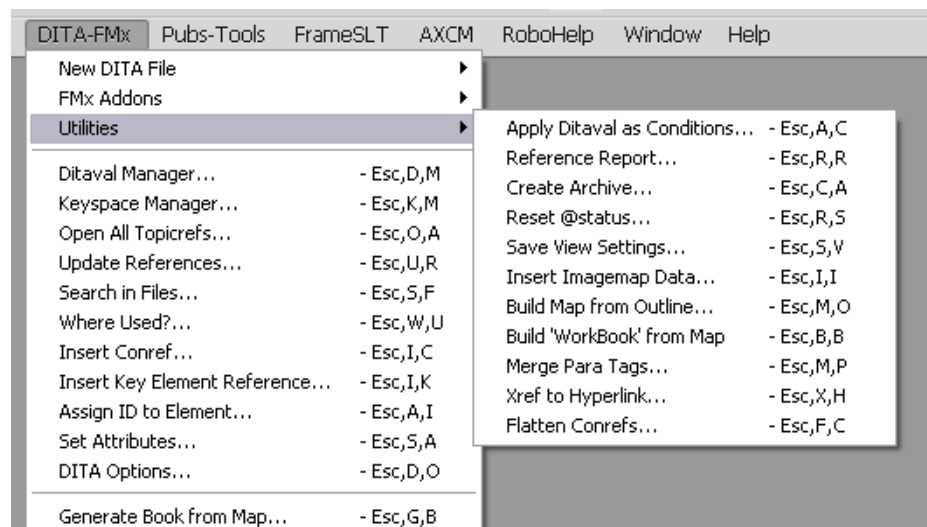 DITA-FMx Pubs-Tools FrameSLT AXCM RoboHelp Window Help
New DITA File
FMx Addons
Utilities
Ditaval Manager... - Esc,D,M
Keyspace Manager... - Esc,K,M
Open All Topicrefs... - Esc,O,A
Update References... - Esc,U,R
Search in Files... - Esc,S,F
Where Used?... - Esc,W,U
Insert Conref... - Esc,I,C
Insert Key Element Reference... - Esc,I,K
Assign ID to Element... - Esc,A,I
Set Attributes... - Esc,S,A
DITA Options... - Esc,D,O
Generate Book from Map... - Esc,G,B
Apply Ditaval as Conditions... - Esc,A,C
Reference Report... - Esc,R,R
Create Archive... - Esc,C,A
Reset @status... - Esc,R,S
Save View Settings... - Esc,S,V
Insert Imagemap Data... - Esc,I,I
Build Map from Outline... - Esc,M,O
Build 'WorkBook' from Map - Esc,B,B
Merge Para Tags... - Esc,M,P
Xref to Hyperlink... - Esc,X,H
Flatten Conrefs... - Esc,F,C